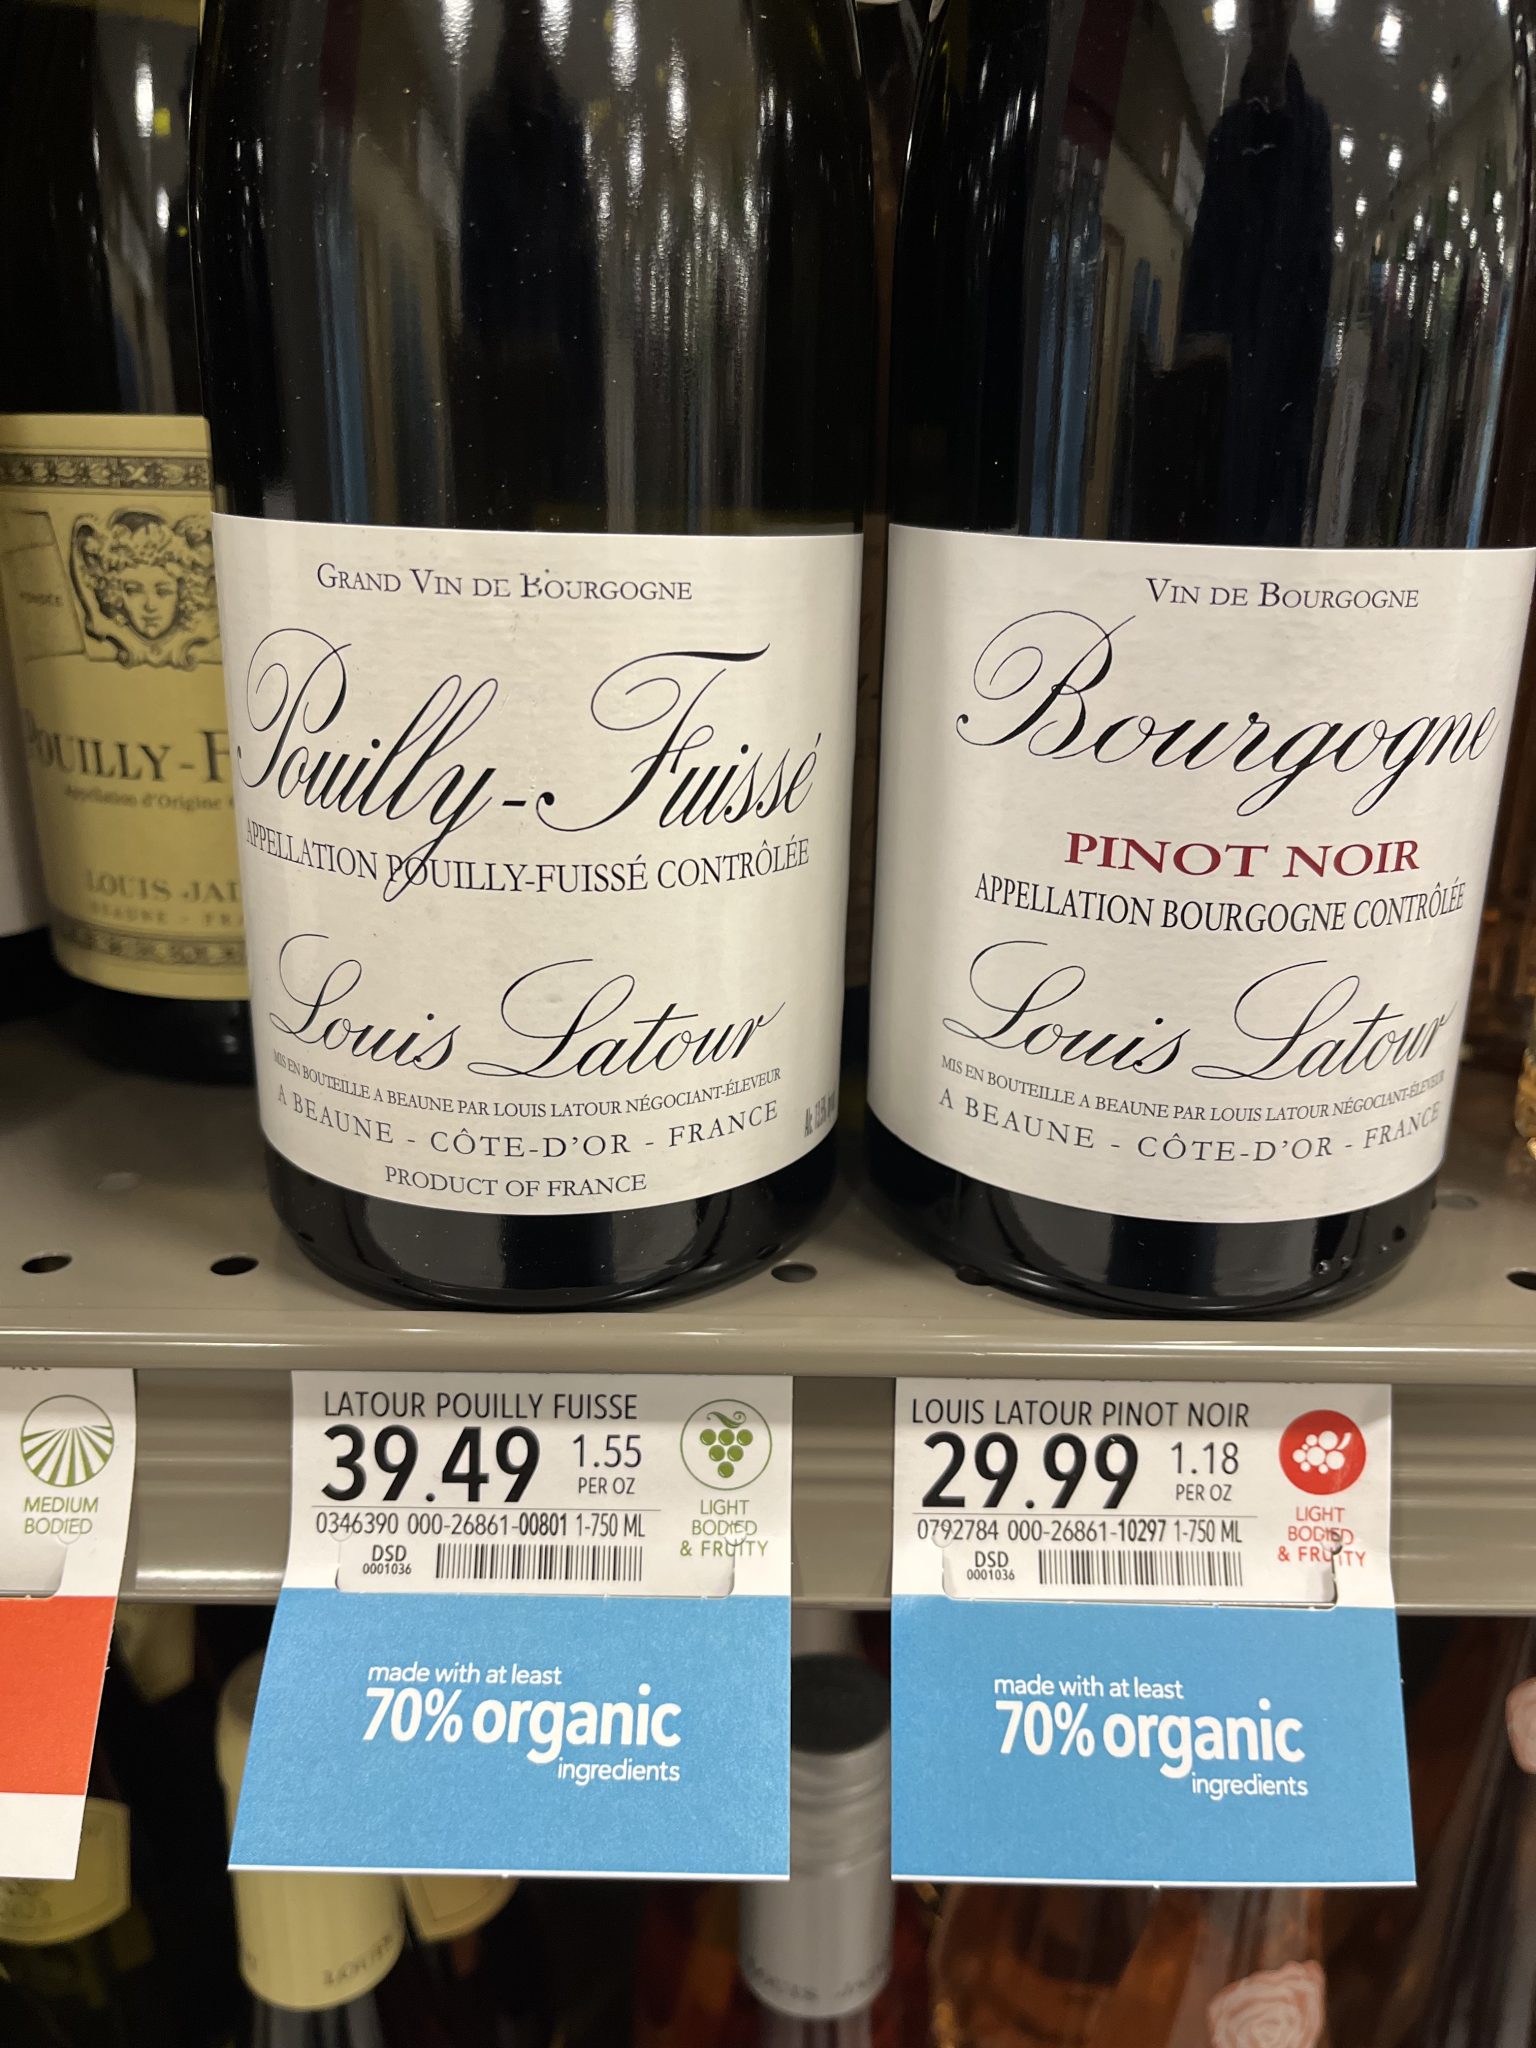 GRAND VIN DE BOURGOGNE
Pouilly-Fuissé
APPELLATION POUILLY-FUISSÉ CONTRÔLÉE
Louis Latour
MIS EN BOUTEILLE A BEAUNE PAR LOUIS LATOUR NÉGOCIANT-ÉLEVEUR
A BEAUNE - CÔTE-D'OR - FRANCE
PRODUCT OF FRANCE
VIN DE BOURGOGNE
Bourgogne
PINOT NOIR
APPELLATION BOURGOGNE CONTRÔLÉE
Louis Latour
MIS EN BOUTEILLE A BEAUNE PAR LOUIS LATOUR NÉGOCIANT-ÉLEVEUR
A BEAUNE - CÔTE-D'OR - FRANCE
POUILLY-F
Appellation d'Origine
LOUIS JAD
BEAUNE - FR
MEDIUM
BODIED
LATOUR POUILLY FUISSE
39.49 1.55
PER OZ
0346390 000-26861-00801 1-750 ML
DSD
0001036
LIGHT
BODIED
& FRUITY
made with at least
70% organic
ingredients
LOUIS LATOUR PINOT NOIR
29.99 1.18
PER OZ
0792784 000-26861-10297 1-750 ML
DSD
0001036
LIGHT
BODIED
& FRUITY
made with at least
70% organic
ingredients